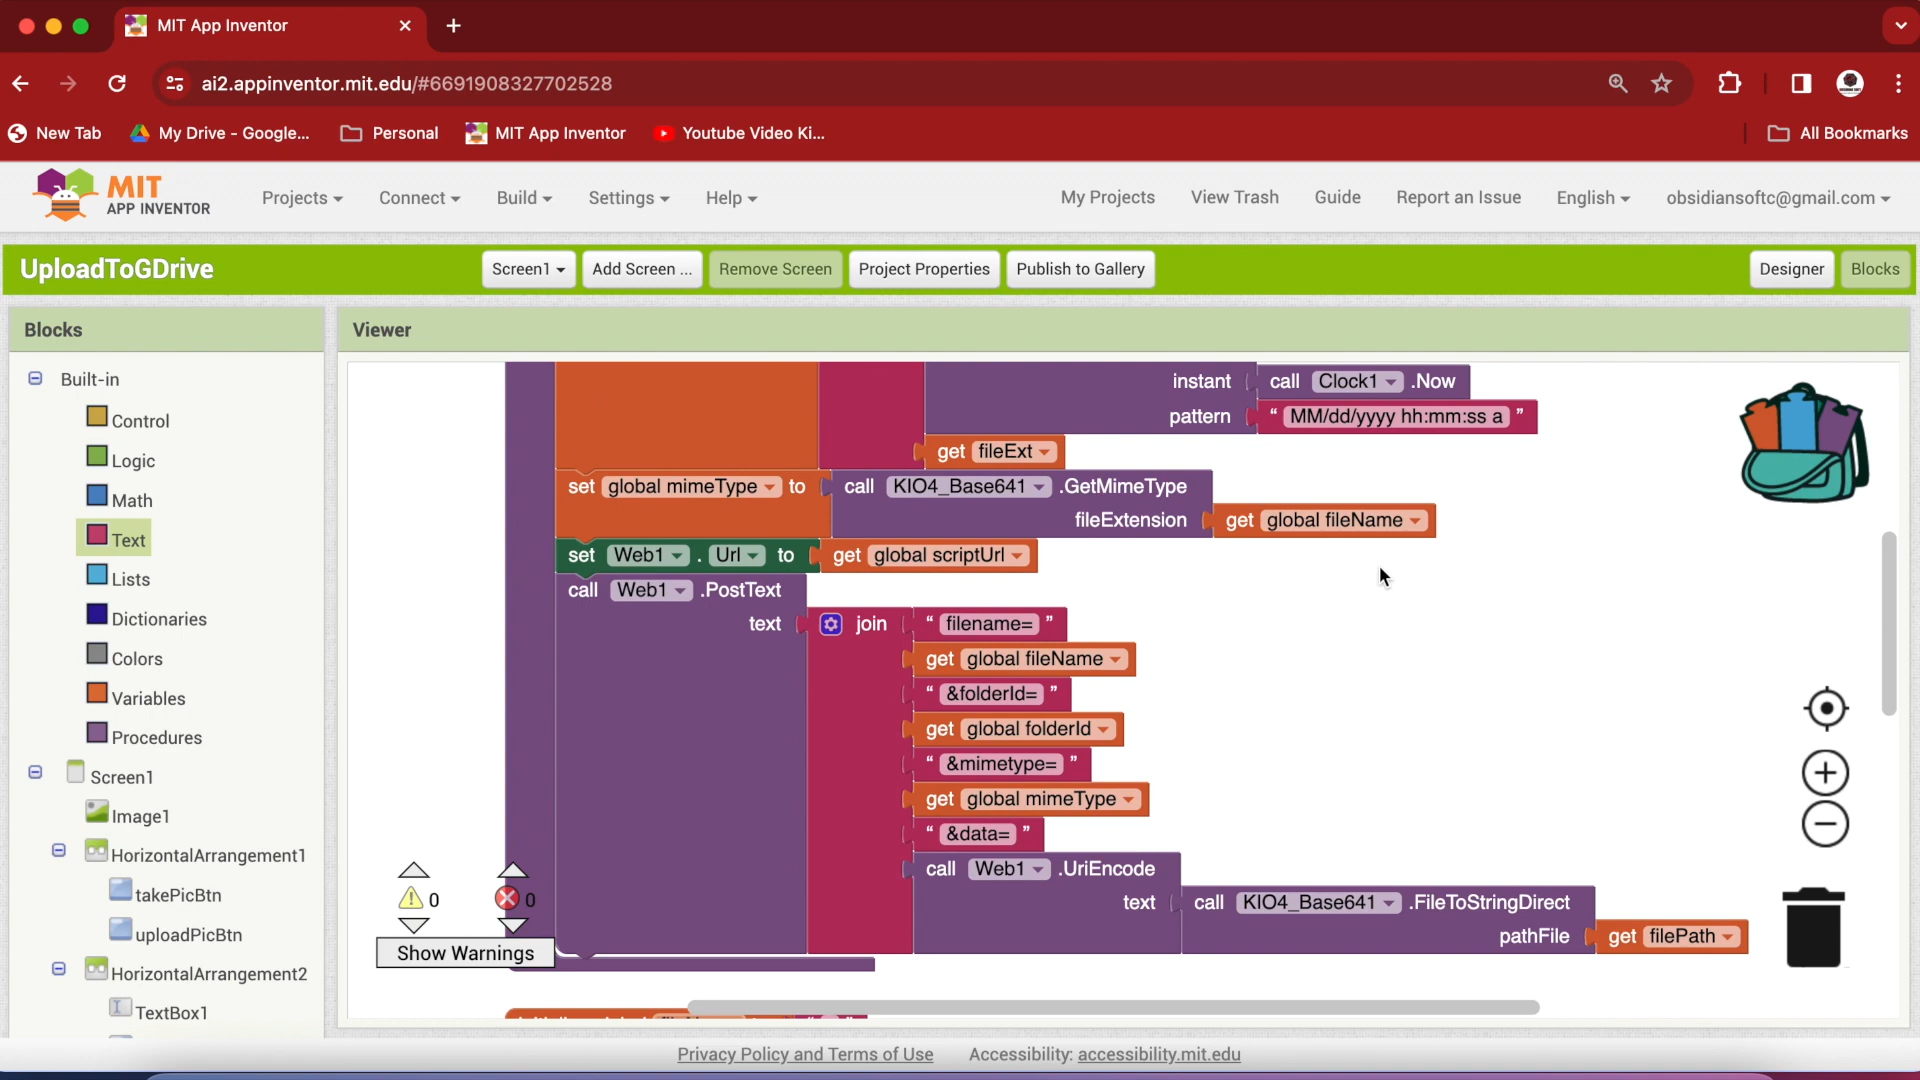 MIT App Inventor
ai2.appinventor.mit.edu/#6691908327702528
New Tab My Drive - Google... Personal MIT App Inventor Youtube Video Ki... All Bookmarks
MIT APP INVENTOR
Projects Connect Build Settings Help My Projects View Trash Guide Report an Issue English obsidiansoftc@gmail.com
UploadToGDrive Screen1 Add Screen ... Remove Screen Project Properties Publish to Gallery Designer Blocks
Blocks
Built-in
Control
Logic
Math
Text
Lists
Dictionaries
Colors
Variables
Procedures
Screen1
Image1
HorizontalArrangement1
takePicBtn
uploadPicBtn
HorizontalArrangement2
TextBox1
Viewer
instant call Clock1 .Now
pattern “ MM/dd/yyyy hh:mm:ss a ”
get fileExt
set global mimeType to call KIO4_Base641 .GetMimeType
fileExtension get global fileName
set Web1 . Url to get global scriptUrl
call Web1 .PostText
text join “ filename= ”
get global fileName
“ &folderId= ”
get global folderId
“ &mimetype= ”
get global mimeType
“ &data= ”
call Web1 .UriEncode
text call KIO4_Base641 .FileToStringDirect
pathFile get filePath
0 0
Show Warnings
Privacy Policy and Terms of Use Accessibility: accessibility.mit.edu